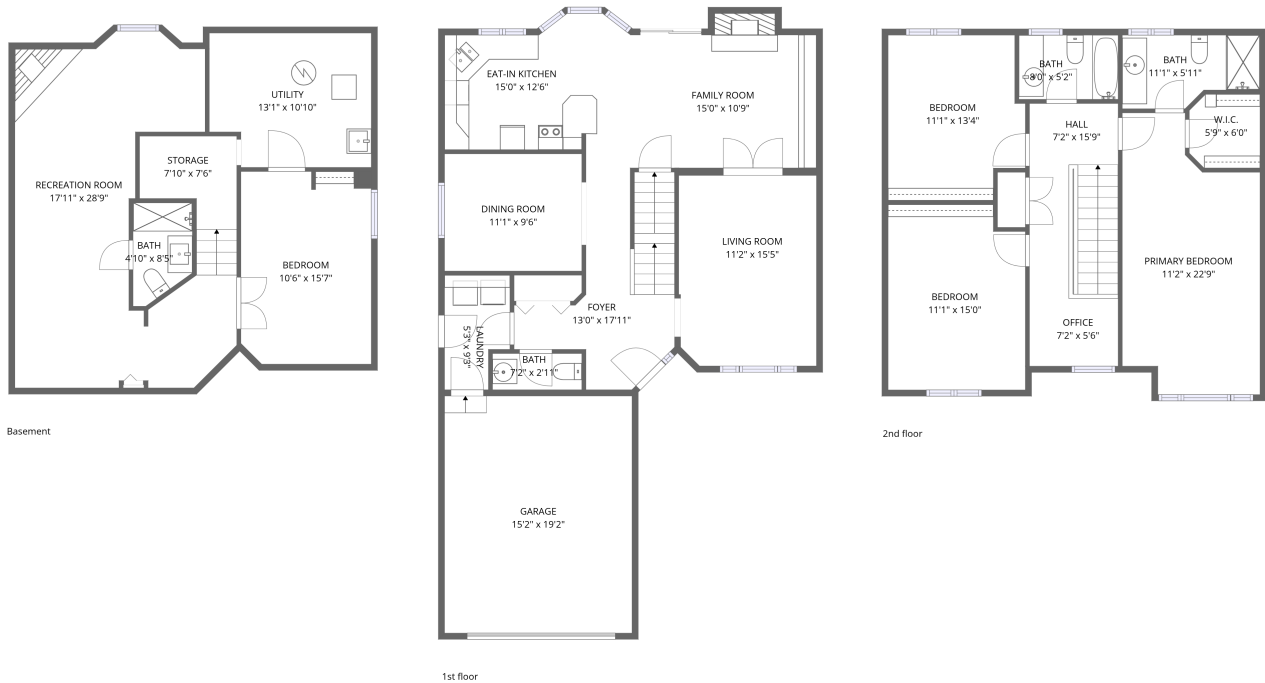 UTILITY
13'1" x 10'10"
STORAGE
7'10" x 7'6"
RECREATION ROOM
17'11" x 28'9"
BATH
4'10" x 8'5"
BEDROOM
10'6" x 15'7"
Basement
EAT-IN KITCHEN
15'0" x 12'6"
FAMILY ROOM
15'0" x 10'9"
DINING ROOM
11'1" x 9'6"
LIVING ROOM
11'2" x 15'5"
FOYER
13'0" x 17'11"
LAUNDRY
5'3" x 9'3"
BATH
7'2" x 2'11"
GARAGE
15'2" x 19'2"
1st floor
BATH
8'0" x 5'2"
BATH
11'1" x 5'11"
BEDROOM
11'1" x 13'4"
HALL
7'2" x 15'9"
W.I.C.
5'9" x 6'0"
PRIMARY BEDROOM
11'2" x 22'9"
BEDROOM
11'1" x 15'0"
OFFICE
7'2" x 5'6"
2nd floor